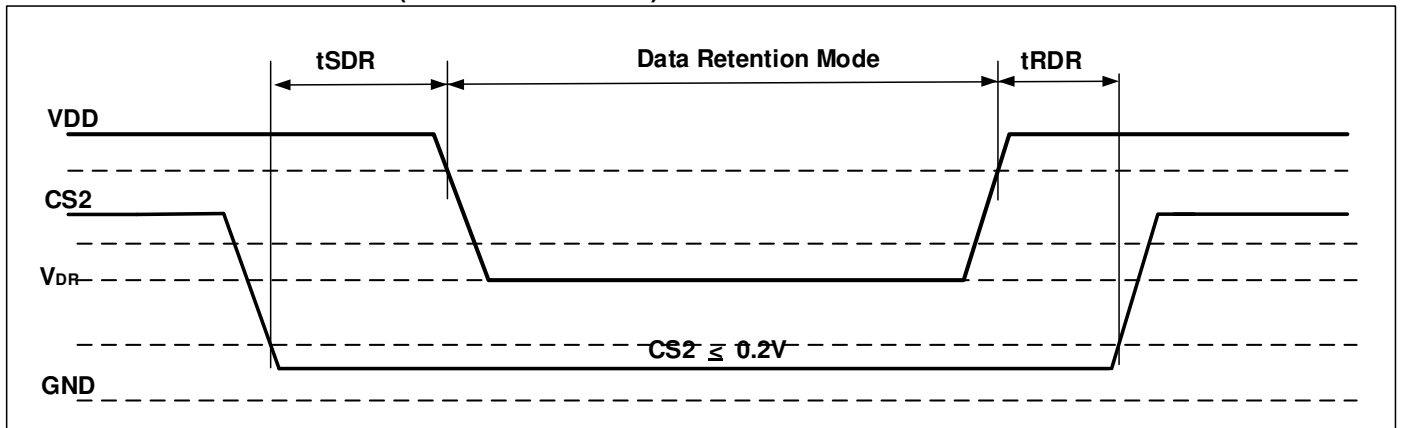 tSDR
Data Retention Mode
tRDR
VDD
CS2
VDR
CS2 ≤ 0.2V
GND